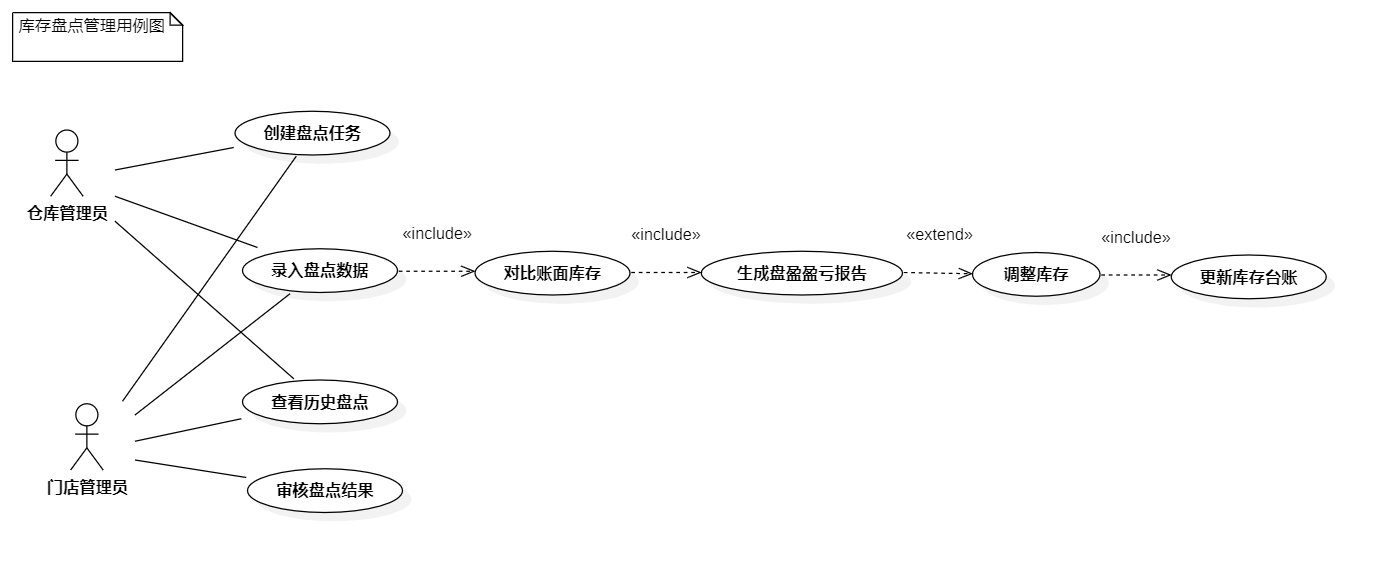 库存盘点管理用例图
创建盘点任务
仓库管理员
«include»
«include»
«extend»
«include»
录入盘点数据
对比账面库存
生成盘盈盈亏报告
调整库存
更新库存台账
查看历史盘点
门店管理员
审核盘点结果